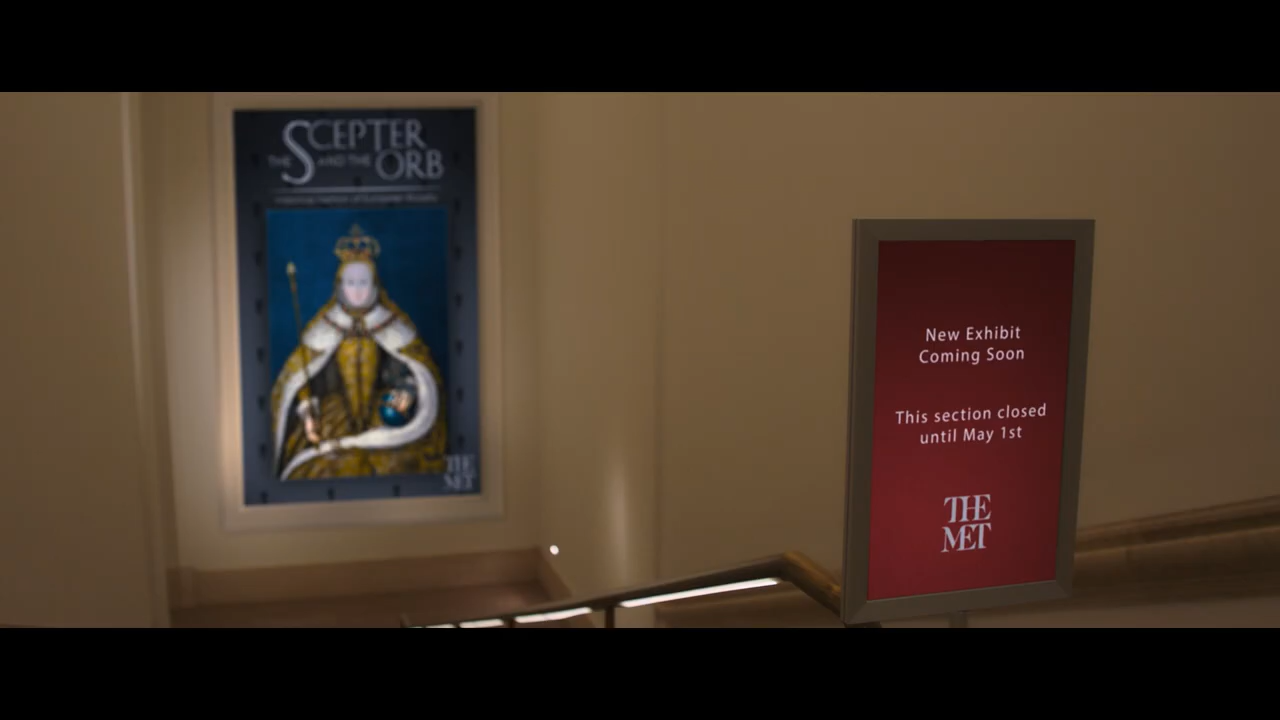 THE SCEPTER
AND THE ORB
THE
MET
New Exhibit
Coming Soon
This section closed
until May 1st
THE
MET